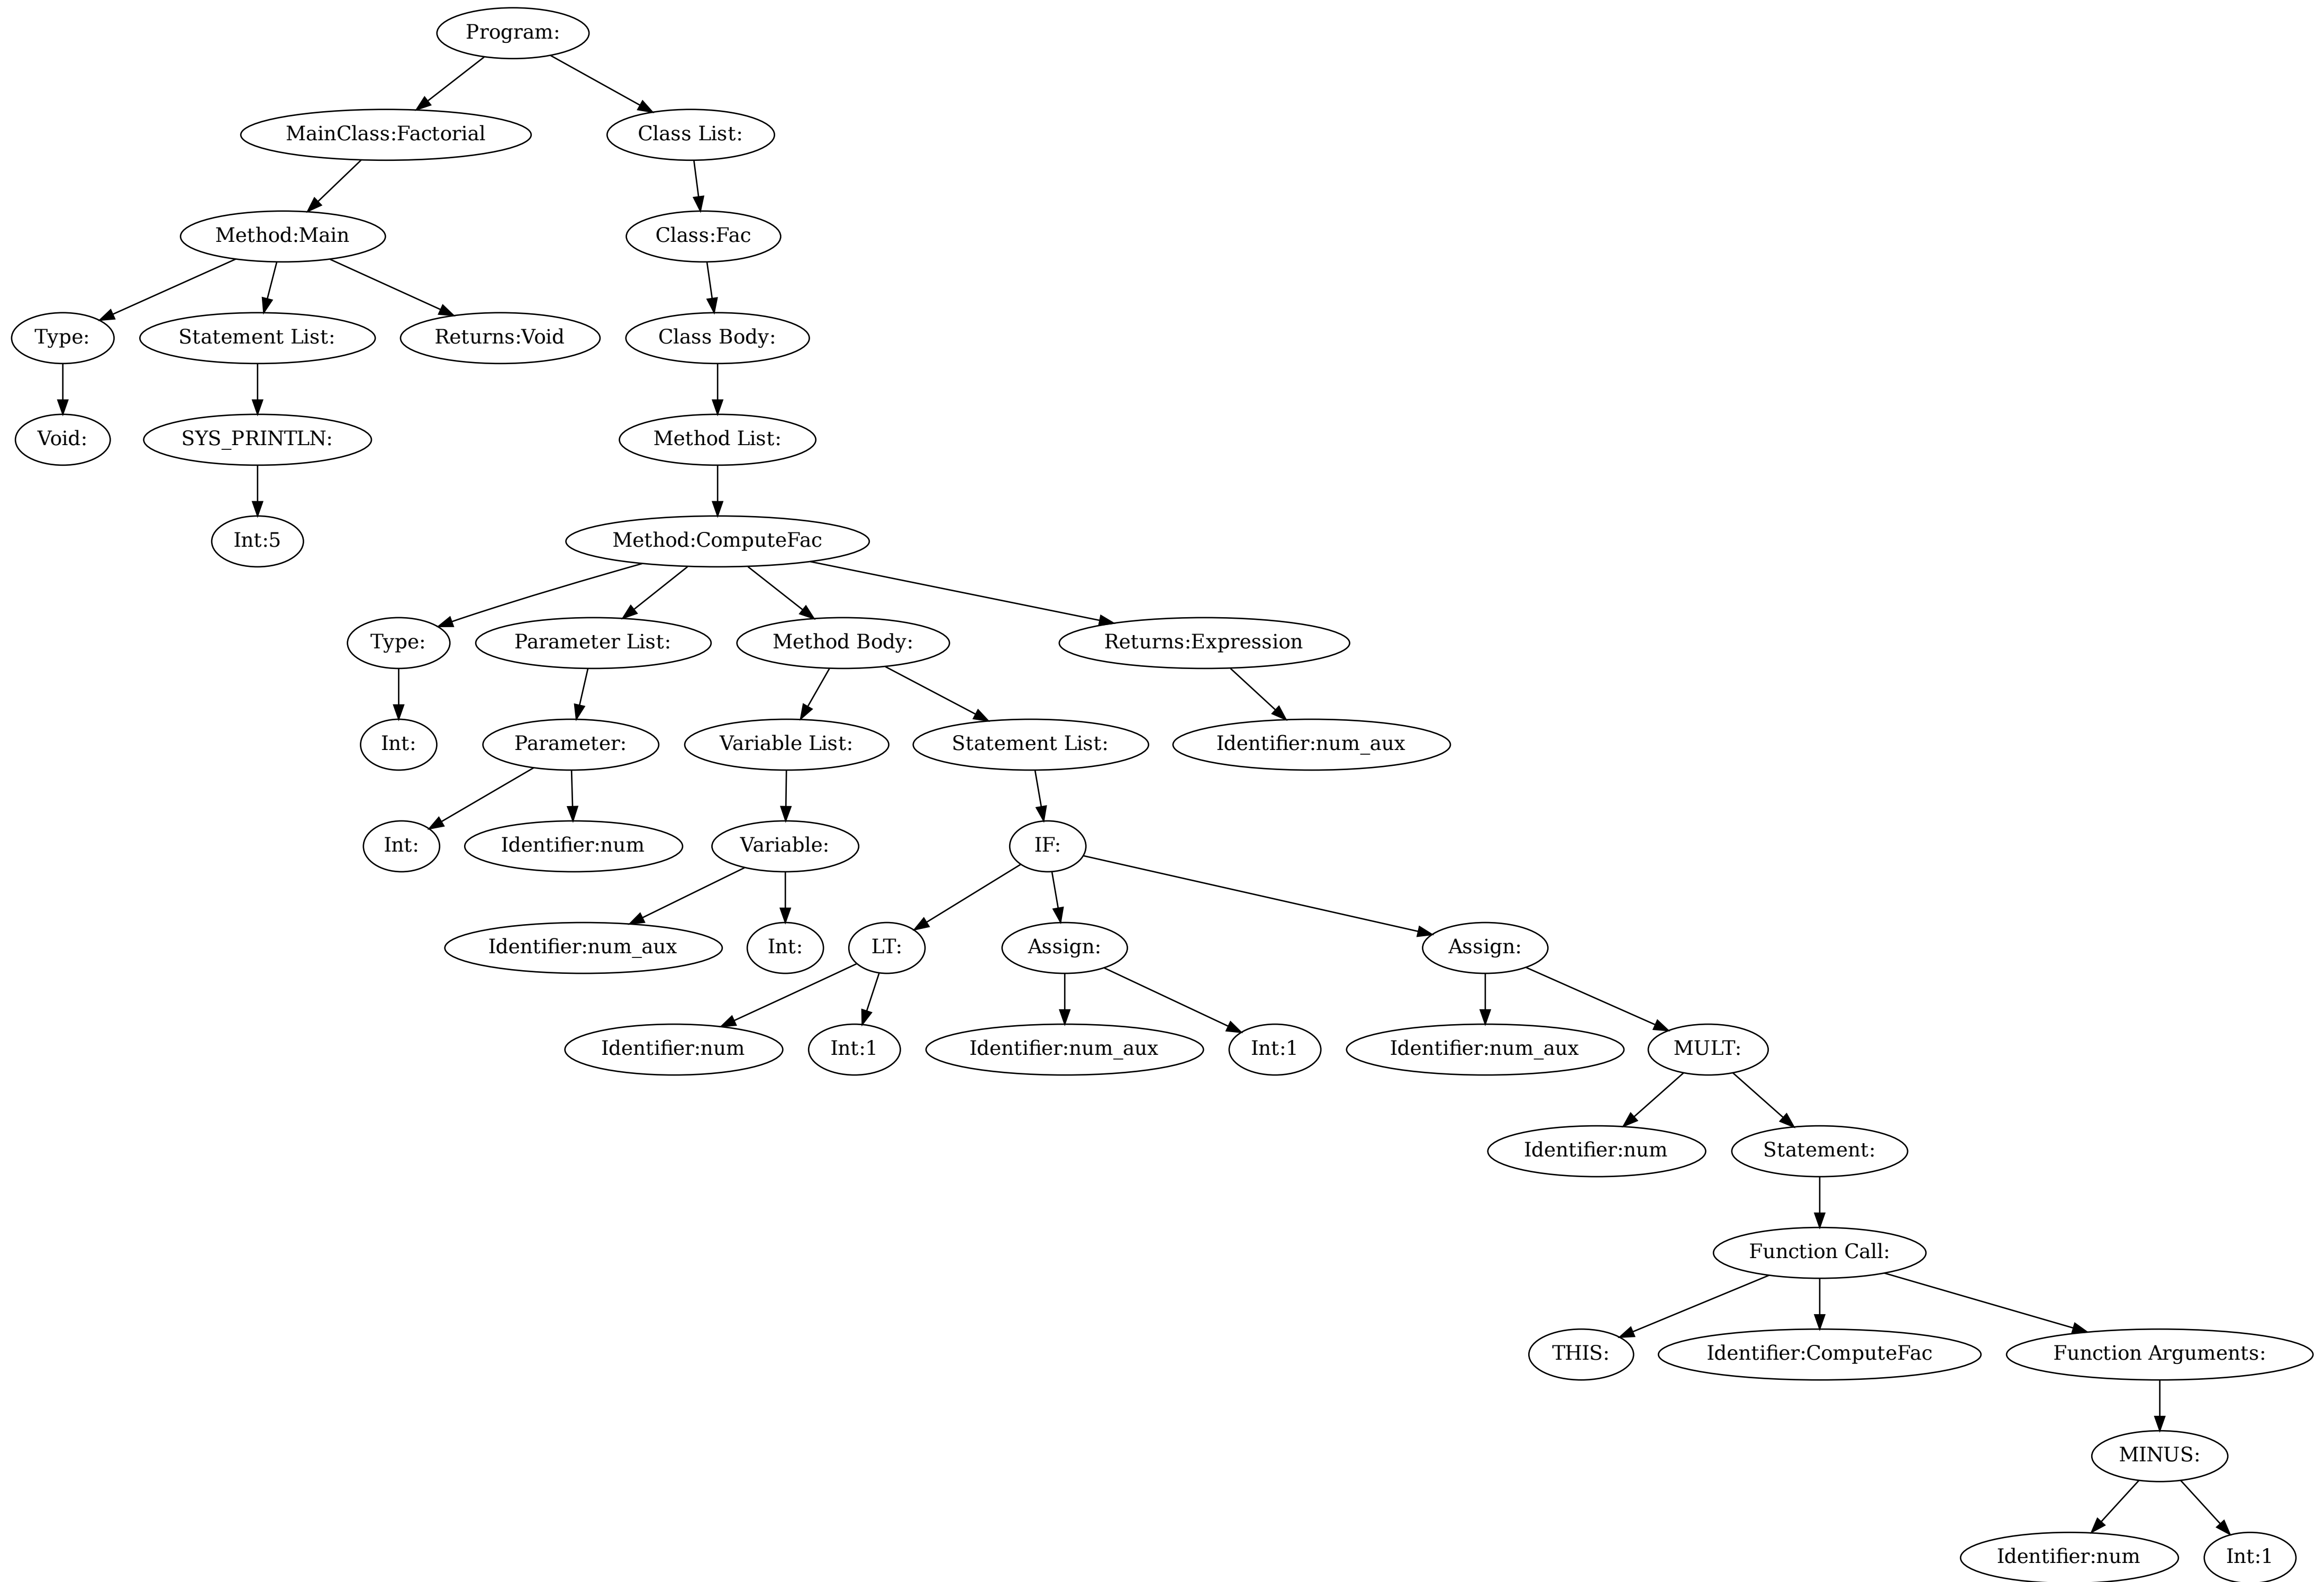 Program:
MainClass:Factorial
Class List:
Method:Main
Class:Fac
Type:
Statement List:
Returns:Void
Class Body:
Void:
SYS_PRINTLN:
Method List:
Int:5
Method:ComputeFac
Type:
Parameter List:
Method Body:
Returns:Expression
Int:
Parameter:
Variable List:
Statement List:
Identifier:num_aux
Int:
Identifier:num
Variable:
IF:
Identifier:num_aux
Int:
LT:
Assign:
Assign:
Identifier:num
Int:1
Identifier:num_aux
Int:1
Identifier:num_aux
MULT:
Identifier:num
Statement:
Function Call:
THIS:
Identifier:ComputeFac
Function Arguments:
MINUS:
Identifier:num
Int:1